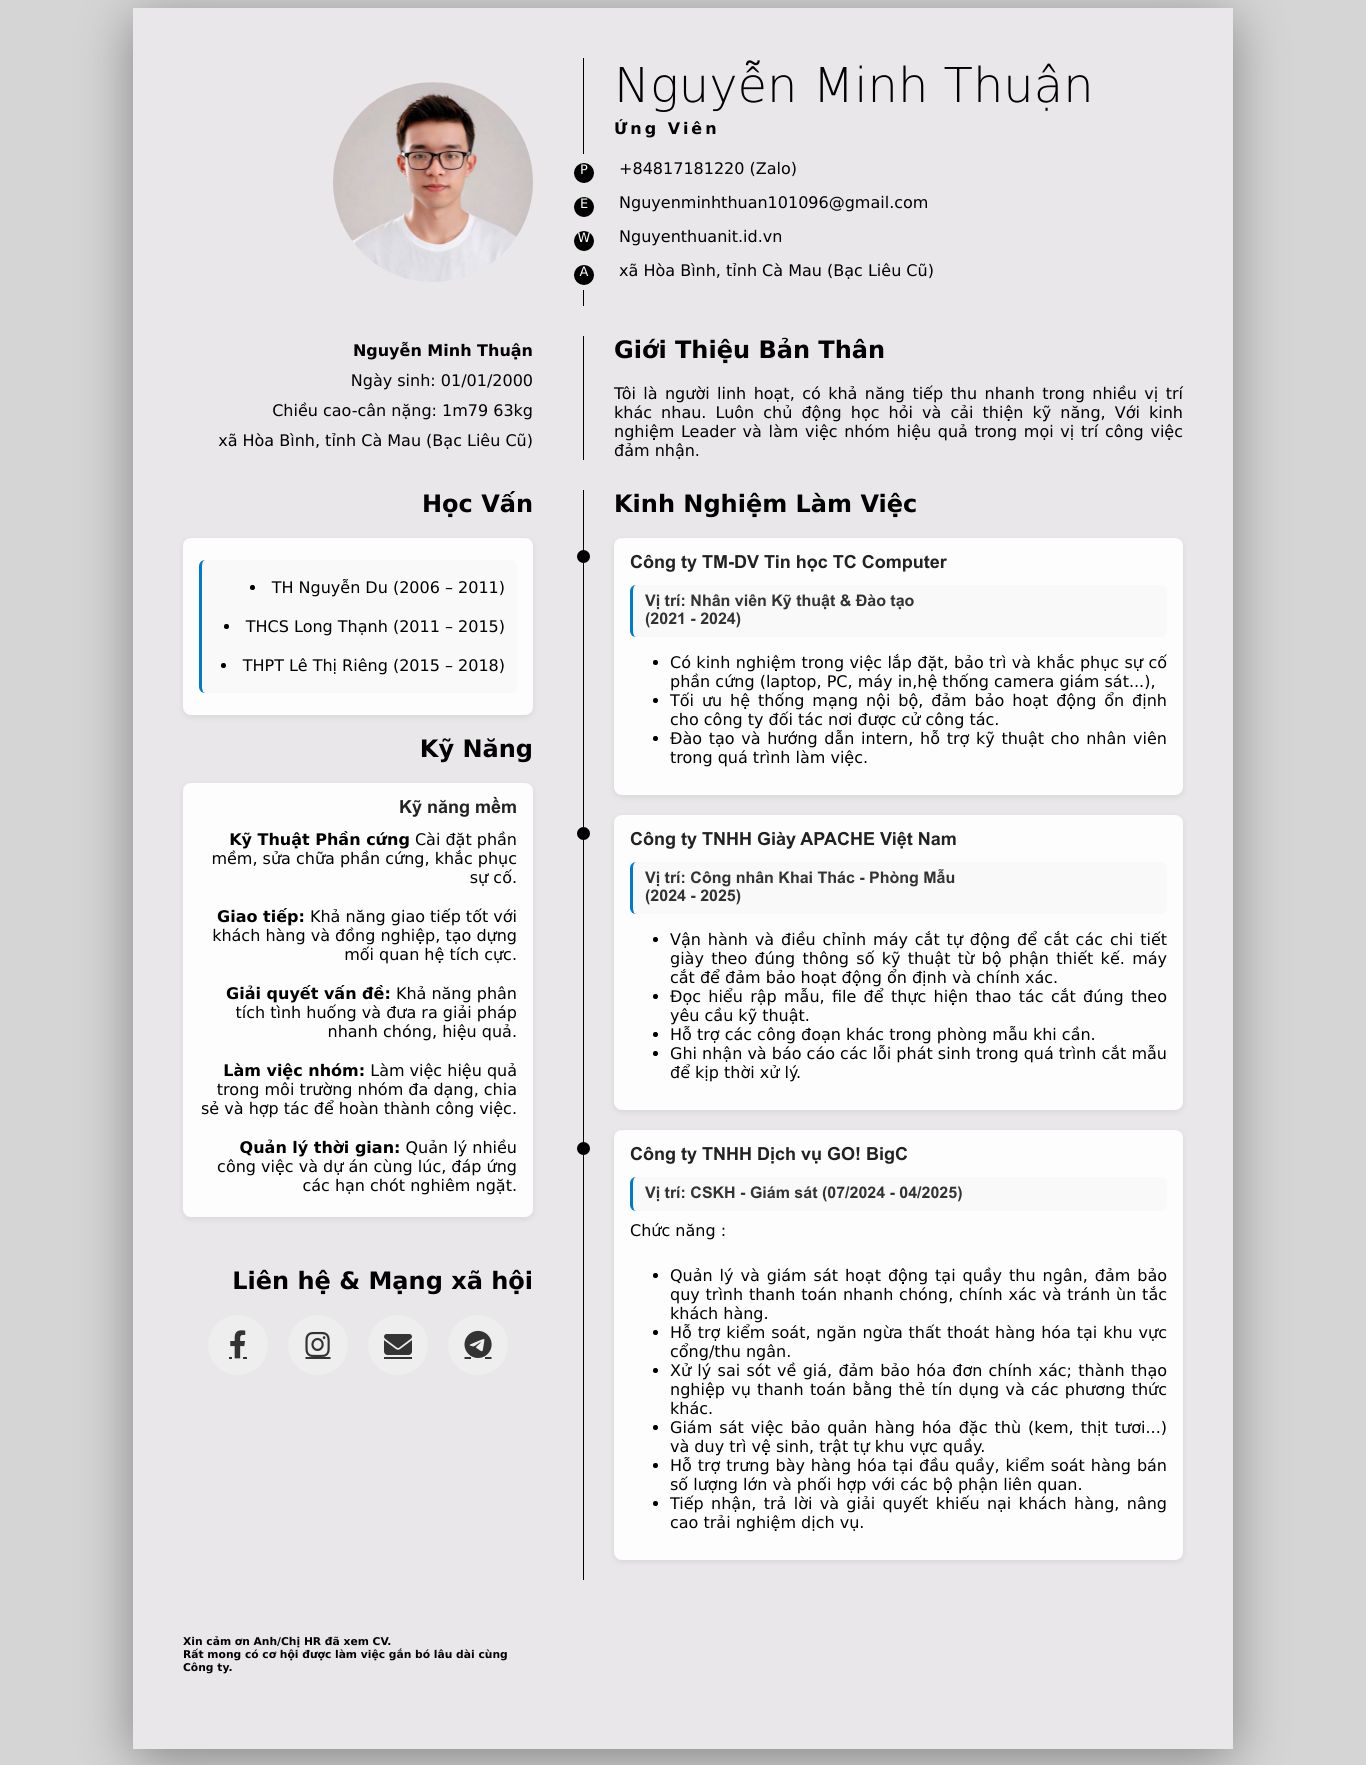 Nguyễn Minh Thuận
Ứng Viên
P +84817181220 (Zalo)
E Nguyenminhthuan101096@gmail.com
W Nguyenthuanit.id.vn
A xã Hòa Bình, tỉnh Cà Mau (Bạc Liêu Cũ)
Nguyễn Minh Thuận
Ngày sinh: 01/01/2000
Chiều cao-cân nặng: 1m79 63kg
xã Hòa Bình, tỉnh Cà Mau (Bạc Liêu Cũ)
Giới Thiệu Bản Thân
Tôi là người linh hoạt, có khả năng tiếp thu nhanh trong nhiều vị trí
khác nhau. Luôn chủ động học hỏi và cải thiện kỹ năng, Với kinh
nghiệm Leader và làm việc nhóm hiệu quả trong mọi vị trí công việc
đảm nhận.
Học Vấn
• TH Nguyễn Du (2006 – 2011)
• THCS Long Thạnh (2011 – 2015)
• THPT Lê Thị Riêng (2015 – 2018)
Kỹ Năng
Kỹ năng mềm
Kỹ Thuật Phần cứng Cài đặt phần
mềm, sửa chữa phần cứng, khắc phục
sự cố.
Giao tiếp: Khả năng giao tiếp tốt với
khách hàng và đồng nghiệp, tạo dựng
mối quan hệ tích cực.
Giải quyết vấn đề: Khả năng phân
tích tình huống và đưa ra giải pháp
nhanh chóng, hiệu quả.
Làm việc nhóm: Làm việc hiệu quả
trong môi trường nhóm đa dạng, chia
sẻ và hợp tác để hoàn thành công việc.
Quản lý thời gian: Quản lý nhiều
công việc và dự án cùng lúc, đáp ứng
các hạn chót nghiêm ngặt.
Liên hệ & Mạng xã hội
Kinh Nghiệm Làm Việc
Công ty TM-DV Tin học TC Computer
Vị trí: Nhân viên Kỹ thuật & Đào tạo
(2021 - 2024)
• Có kinh nghiệm trong việc lắp đặt, bảo trì và khắc phục sự cố
phần cứng (laptop, PC, máy in,hệ thống camera giám sát...),
• Tối ưu hệ thống mạng nội bộ, đảm bảo hoạt động ổn định
cho công ty đối tác nơi được cử công tác.
• Đào tạo và hướng dẫn intern, hỗ trợ kỹ thuật cho nhân viên
trong quá trình làm việc.
Công ty TNHH Giày APACHE Việt Nam
Vị trí: Công nhân Khai Thác - Phòng Mẫu
(2024 - 2025)
• Vận hành và điều chỉnh máy cắt tự động để cắt các chi tiết
giày theo đúng thông số kỹ thuật từ bộ phận thiết kế. máy
cắt để đảm bảo hoạt động ổn định và chính xác.
• Đọc hiểu rập mẫu, file để thực hiện thao tác cắt đúng theo
yêu cầu kỹ thuật.
• Hỗ trợ các công đoạn khác trong phòng mẫu khi cần.
• Ghi nhận và báo cáo các lỗi phát sinh trong quá trình cắt mẫu
để kịp thời xử lý.
Công ty TNHH Dịch vụ GO! BigC
Vị trí: CSKH - Giám sát (07/2024 - 04/2025)
Chức năng :
• Quản lý và giám sát hoạt động tại quầy thu ngân, đảm bảo
quy trình thanh toán nhanh chóng, chính xác và tránh ùn tắc
khách hàng.
• Hỗ trợ kiểm soát, ngăn ngừa thất thoát hàng hóa tại khu vực
cổng/thu ngân.
• Xử lý sai sót về giá, đảm bảo hóa đơn chính xác; thành thạo
nghiệp vụ thanh toán bằng thẻ tín dụng và các phương thức
khác.
• Giám sát việc bảo quản hàng hóa đặc thù (kem, thịt tươi...)
và duy trì vệ sinh, trật tự khu vực quầy.
• Hỗ trợ trưng bày hàng hóa tại đầu quầy, kiểm soát hàng bán
số lượng lớn và phối hợp với các bộ phận liên quan.
• Tiếp nhận, trả lời và giải quyết khiếu nại khách hàng, nâng
cao trải nghiệm dịch vụ.
Xin cảm ơn Anh/Chị HR đã xem CV.
Rất mong có cơ hội được làm việc gắn bó lâu dài cùng
Công ty.